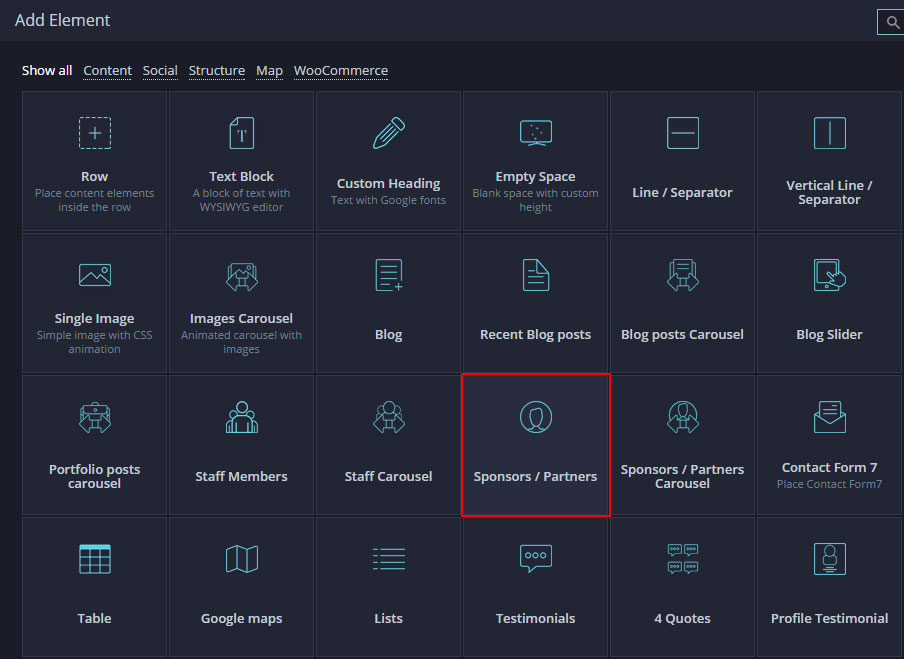 Add Element
Show all Content Social Structure Map WooCommerce
Row
Place content elements
inside the row
Text Block
A block of text with
WYSIWYG editor
Custom Heading
Text with Google fonts
Empty Space
Blank space with custom
height
Line / Separator
Vertical Line /
Separator
Single Image
Simple image with CSS
animation
Images Carousel
Animated carousel with
images
Blog
Recent Blog posts
Blog posts Carousel
Blog Slider
Portfolio posts
carousel
Staff Members
Staff Carousel
Sponsors / Partners
Sponsors / Partners
Carousel
Contact Form 7
Place Contact Form7
Table
Google maps
Lists
Testimonials
4 Quotes
Profile Testimonial